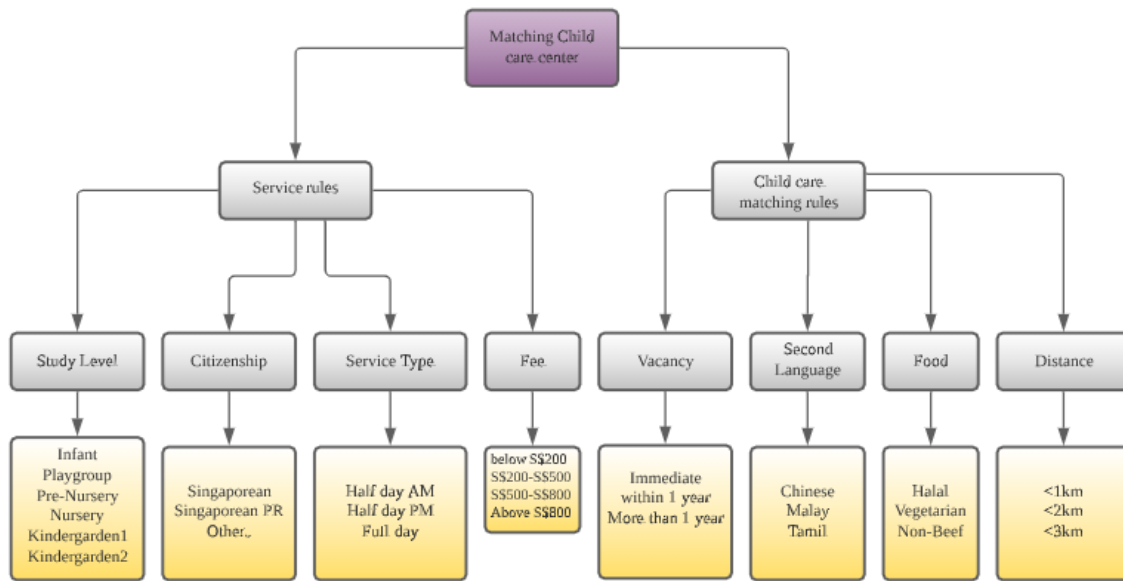 Matching Child
care center
Service rules
Child care
matching rules
Study Level
Citizenship
Service Type
Fee
Vacancy
Second
Language
Food
Distance
Infant
Playgroup
Pre-Nursery
Nursery
Kindergarden1
Kindergarden2
Singaporean
Singaporean PR
Other
Half day AM
Half day PM
Full day
below S$200
S$200-S$500
S$500-S$800
Above S$800
Immediate
within 1 year
More than 1 year
Chinese
Malay
Tamil
Halal
Vegetarian
Non-Beef
<1km
<2km
<3km